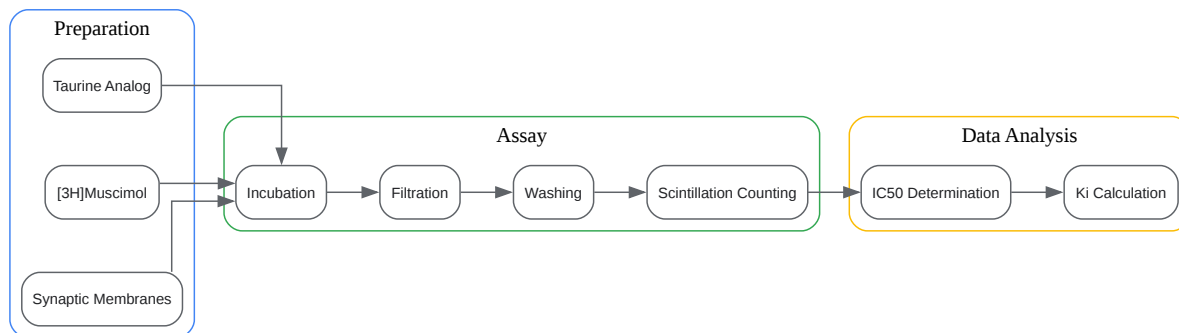 Preparation
Taurine Analog
[3H]Muscimol
Synaptic Membranes
Assay
Incubation
Filtration
Washing
Scintillation Counting
Data Analysis
IC50 Determination
Ki Calculation